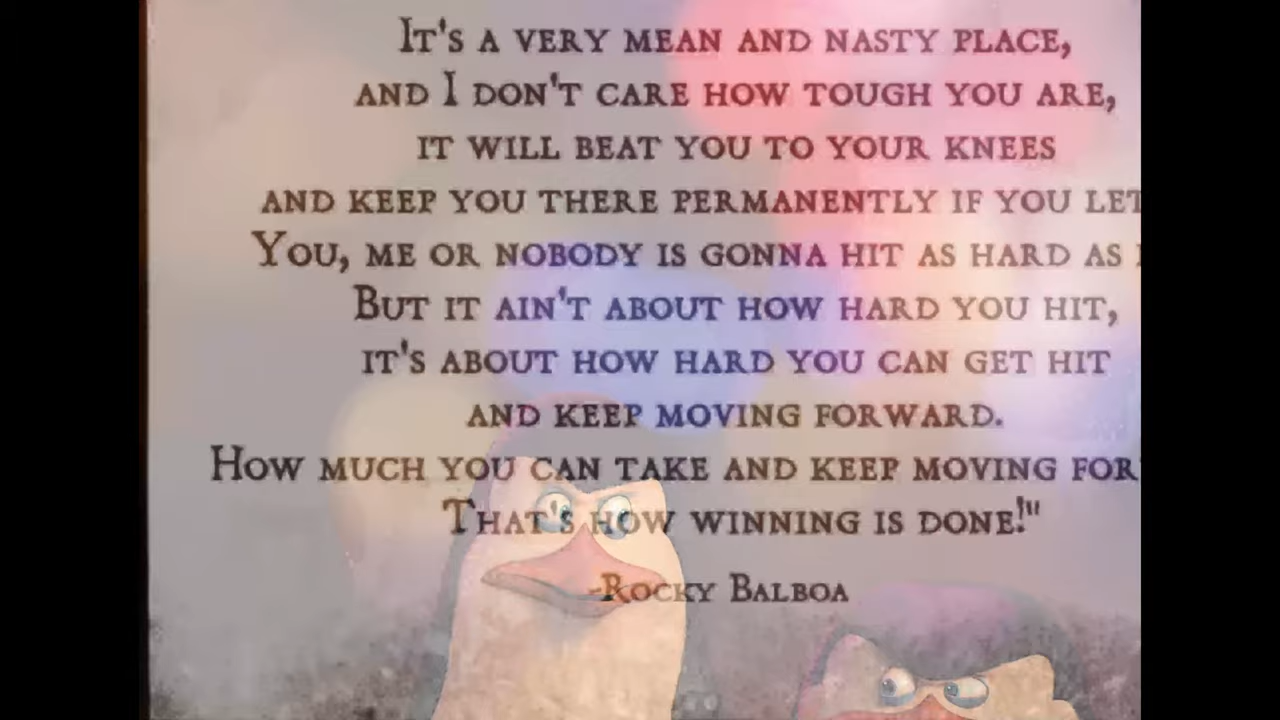 It's a very mean and nasty place,
and I don't care how tough you are,
it will beat you to your knees
and keep you there permanently if you let
You, me or nobody is gonna hit as hard as
But it ain't about how hard you hit,
it's about how hard you can get hit
and keep moving forward.
How much you can take and keep moving for
That's how winning is done!"
-Rocky Balboa